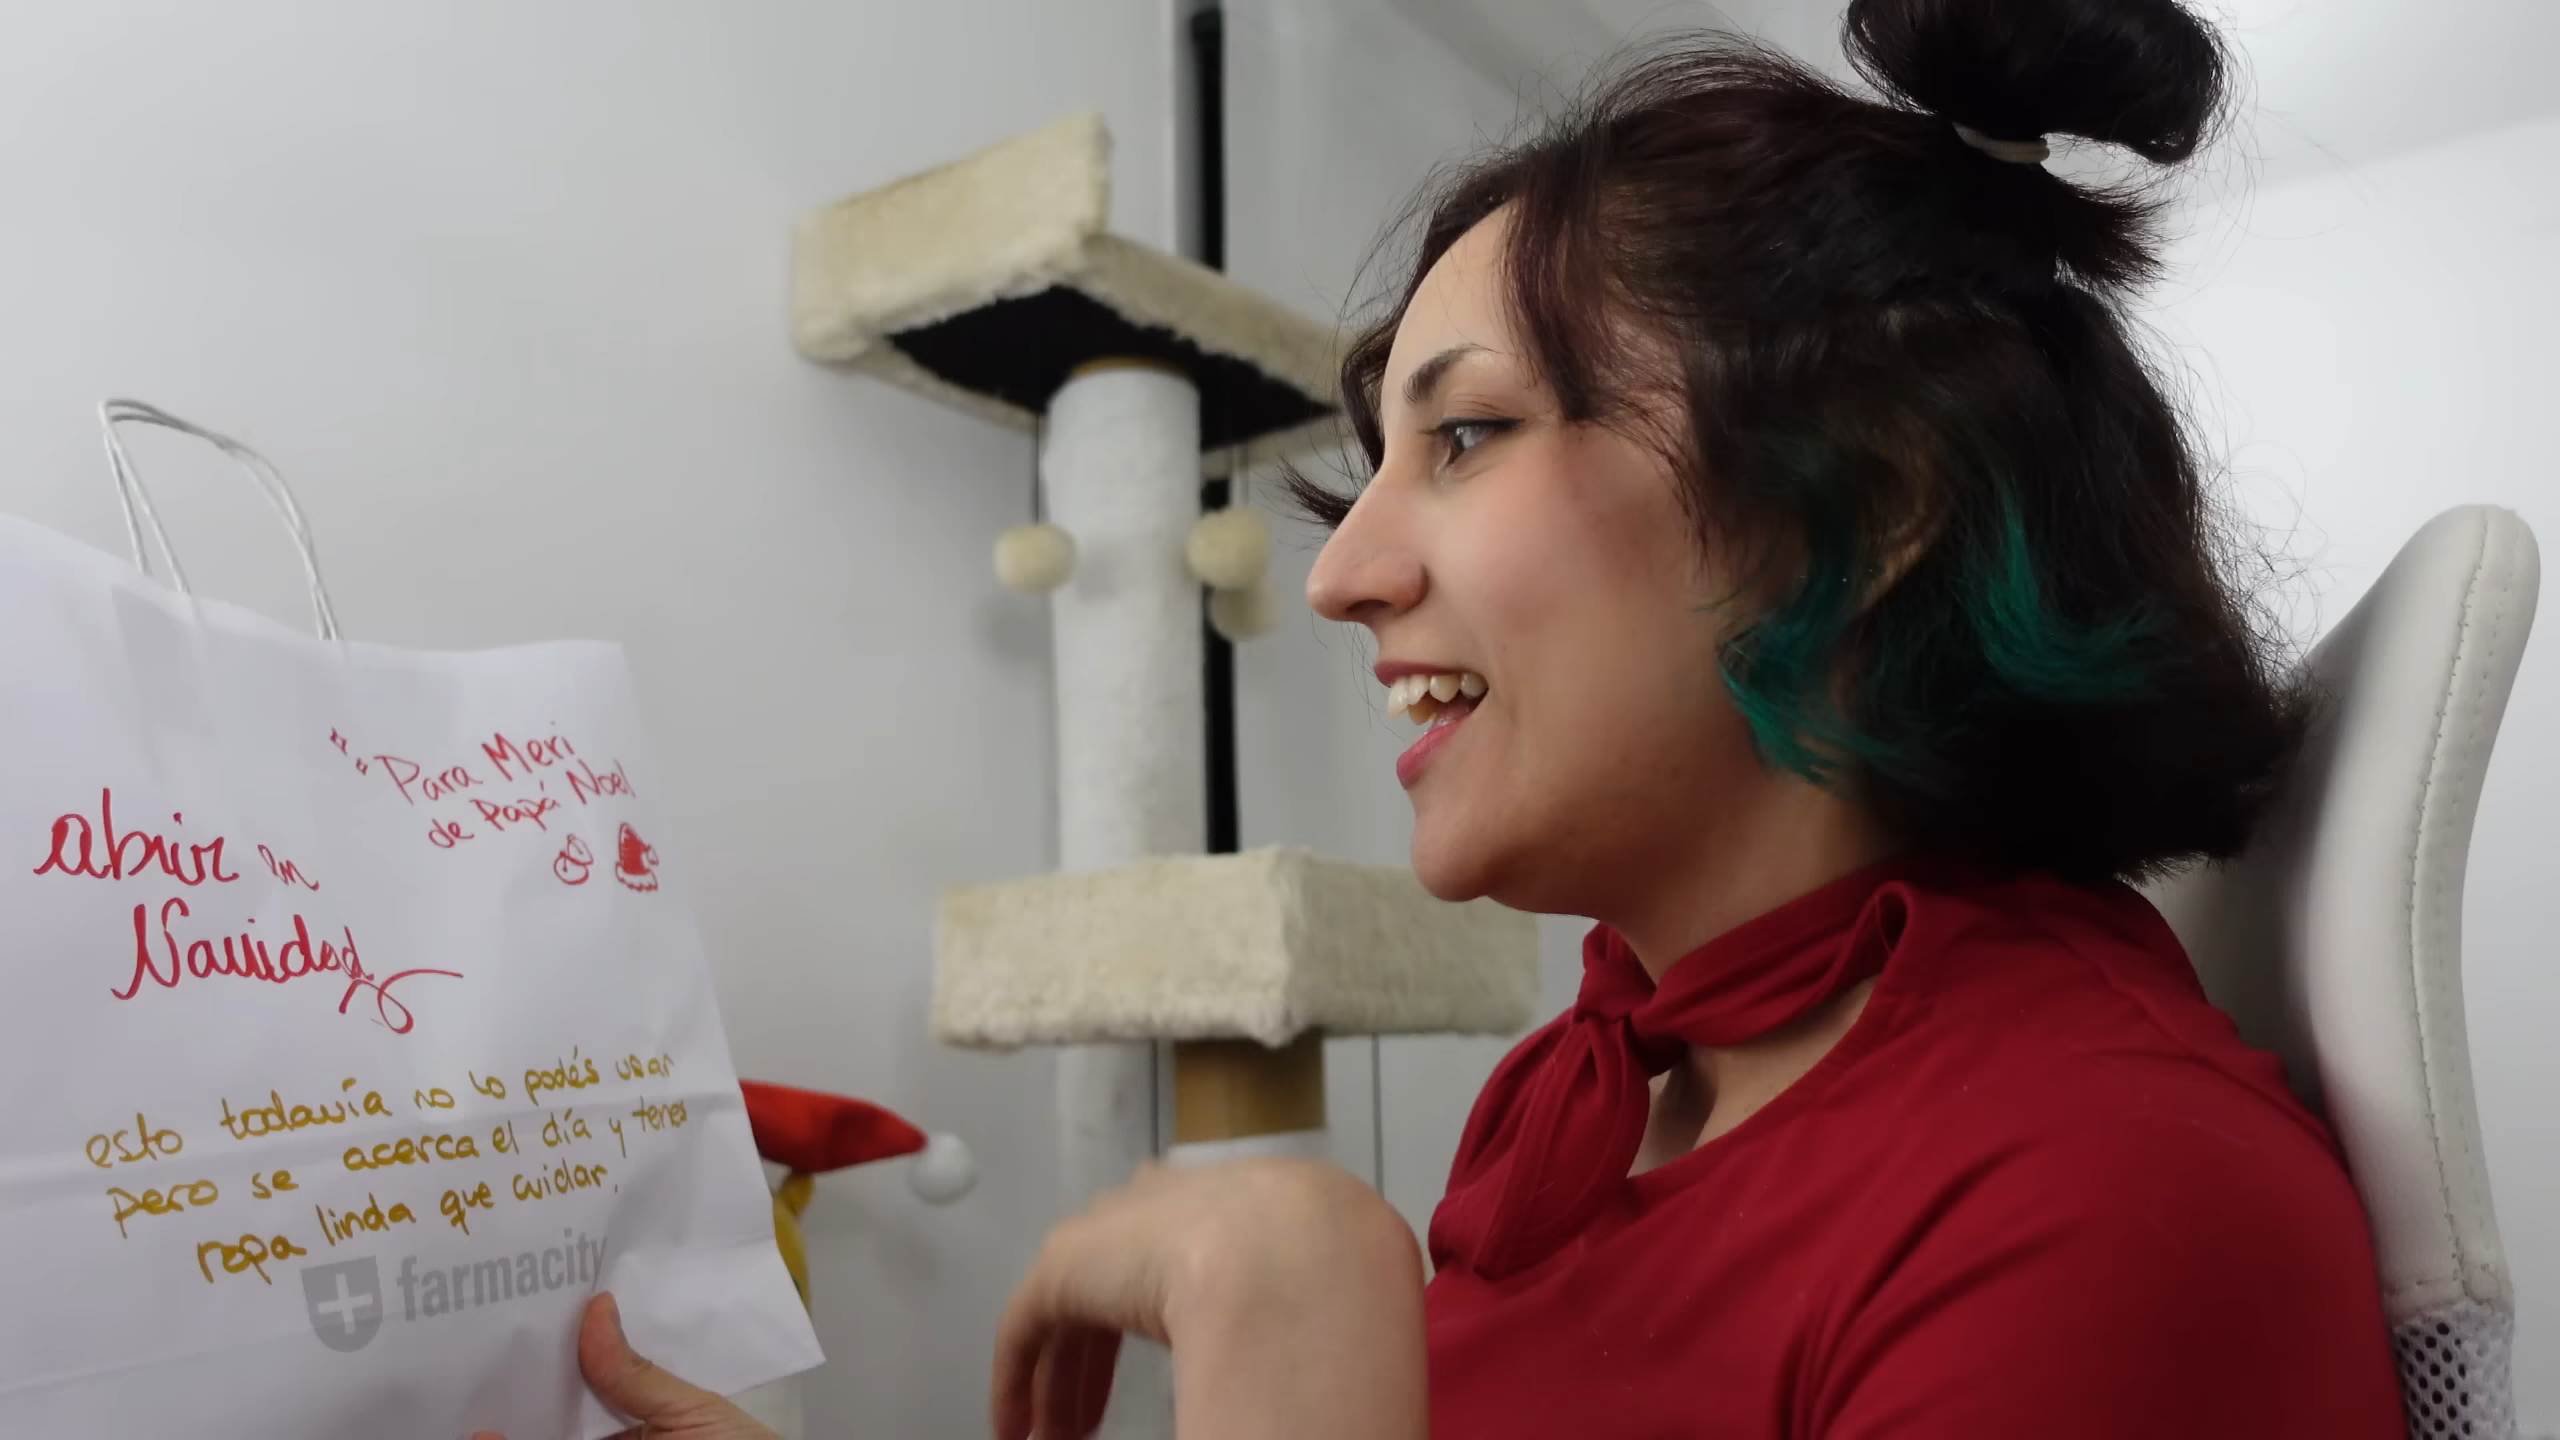 Para Meri
de Papá Noel
abrir en
Navidad
esto todavía no lo podés usar
pero se acerca el día y tenes
ropa linda que cuidar.
farmacity